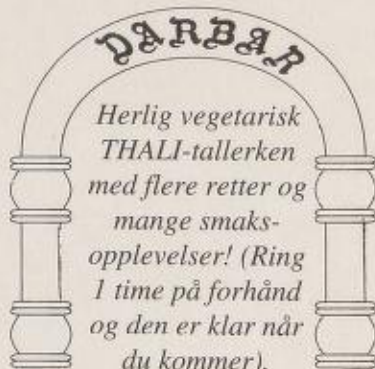 DARBAR
Herlig vegetarisk
THALI-tallerken
med flere retter og
mange smaks-
opplevelser! (Ring
1 time på forhånd
og den er klar når
du kommer).